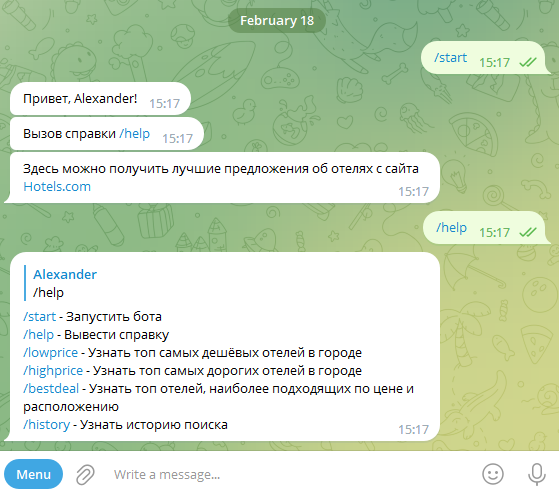 February 18
/start 15:17
Привет, Alexander! 15:17
Вызов справки /help 15:17
Здесь можно получить лучшие предложения об отелях с сайта
Hotels.com 15:17
/help 15:17
Alexander
/help
/start - Запустить бота
/help - Вывести справку
/lowprice - Узнать топ самых дешёвых отелей в городе
/highprice - Узнать топ самых дорогих отелей в городе
/bestdeal - Узнать топ отелей, наиболее подходящих по цене и
расположению
/history - Узнать историю поиска 15:17
Menu Write a message...